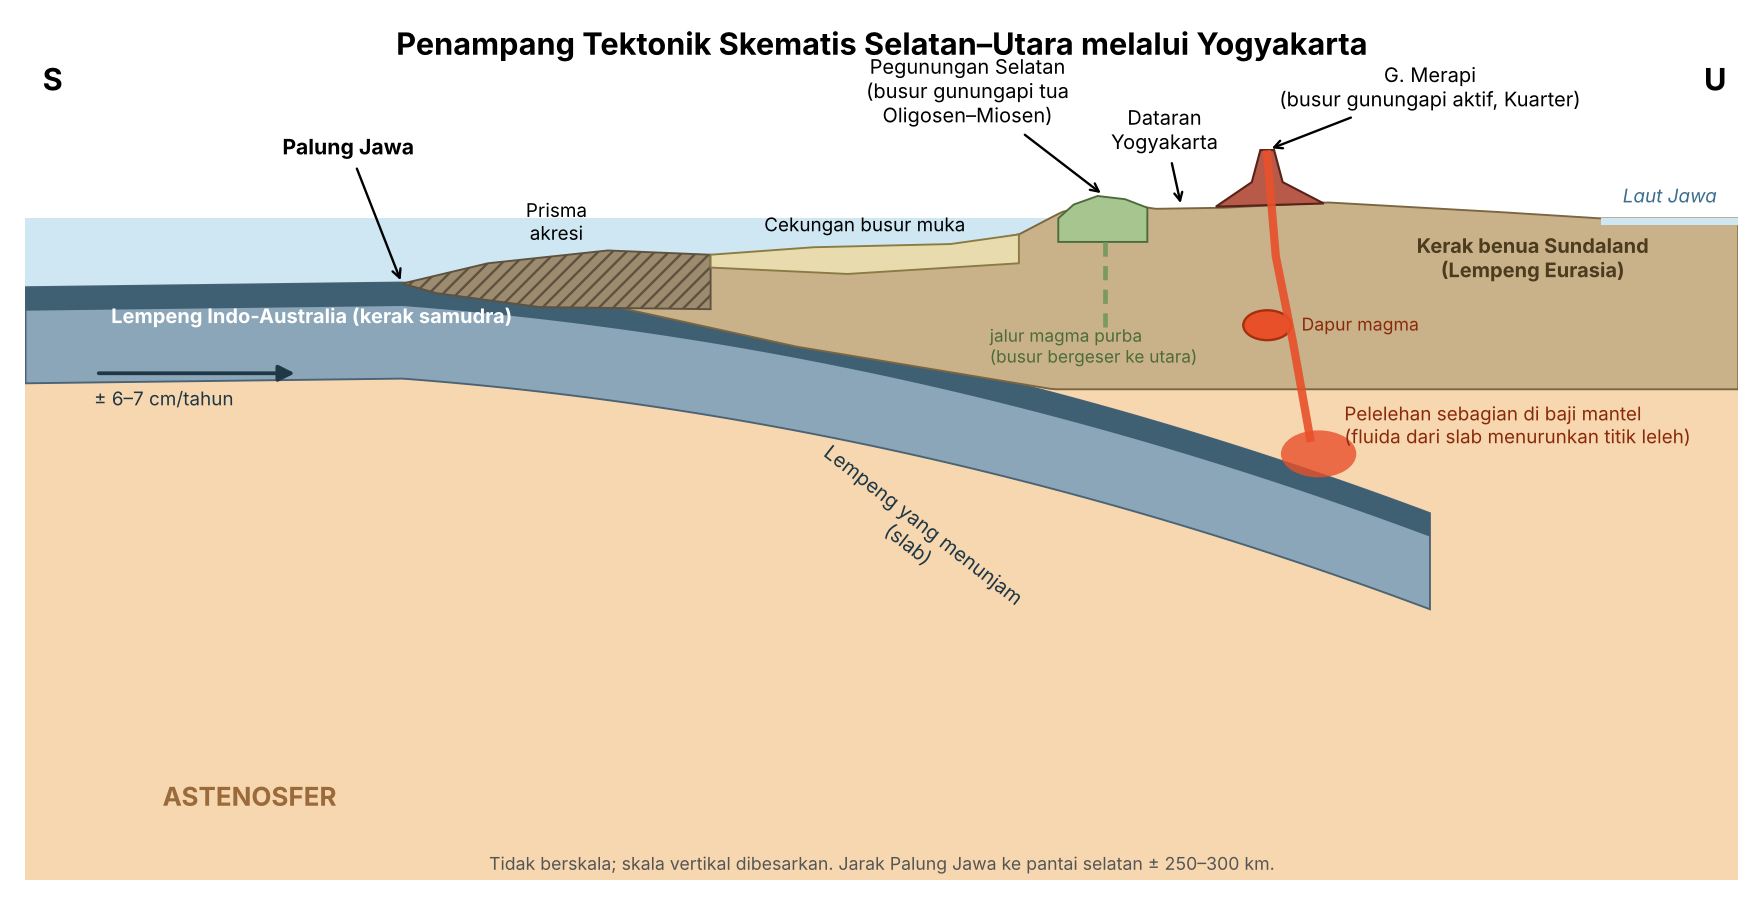 Penampang Tektonik Skematis Selatan–Utara melalui Yogyakarta
S
U
Pegunungan Selatan
(busur gunungapi tua
Oligosen–Miosen)
G. Merapi
(busur gunungapi aktif, Kuarter)
Dataran
Yogyakarta
Palung Jawa
Laut Jawa
Prisma
akresi
Cekungan busur muka
Kerak benua Sundaland
(Lempeng Eurasia)
Lempeng Indo-Australia (kerak samudra)
Dapur magma
jalur magma purba
(busur bergeser ke utara)
± 6–7 cm/tahun
Pelelehan sebagian di baji mantel
(fluida dari slab menurunkan titik leleh)
Lempeng yang menunjam
(slab)
ASTENOSFER
Tidak berskala; skala vertikal dibesarkan. Jarak Palung Jawa ke pantai selatan ± 250–300 km.